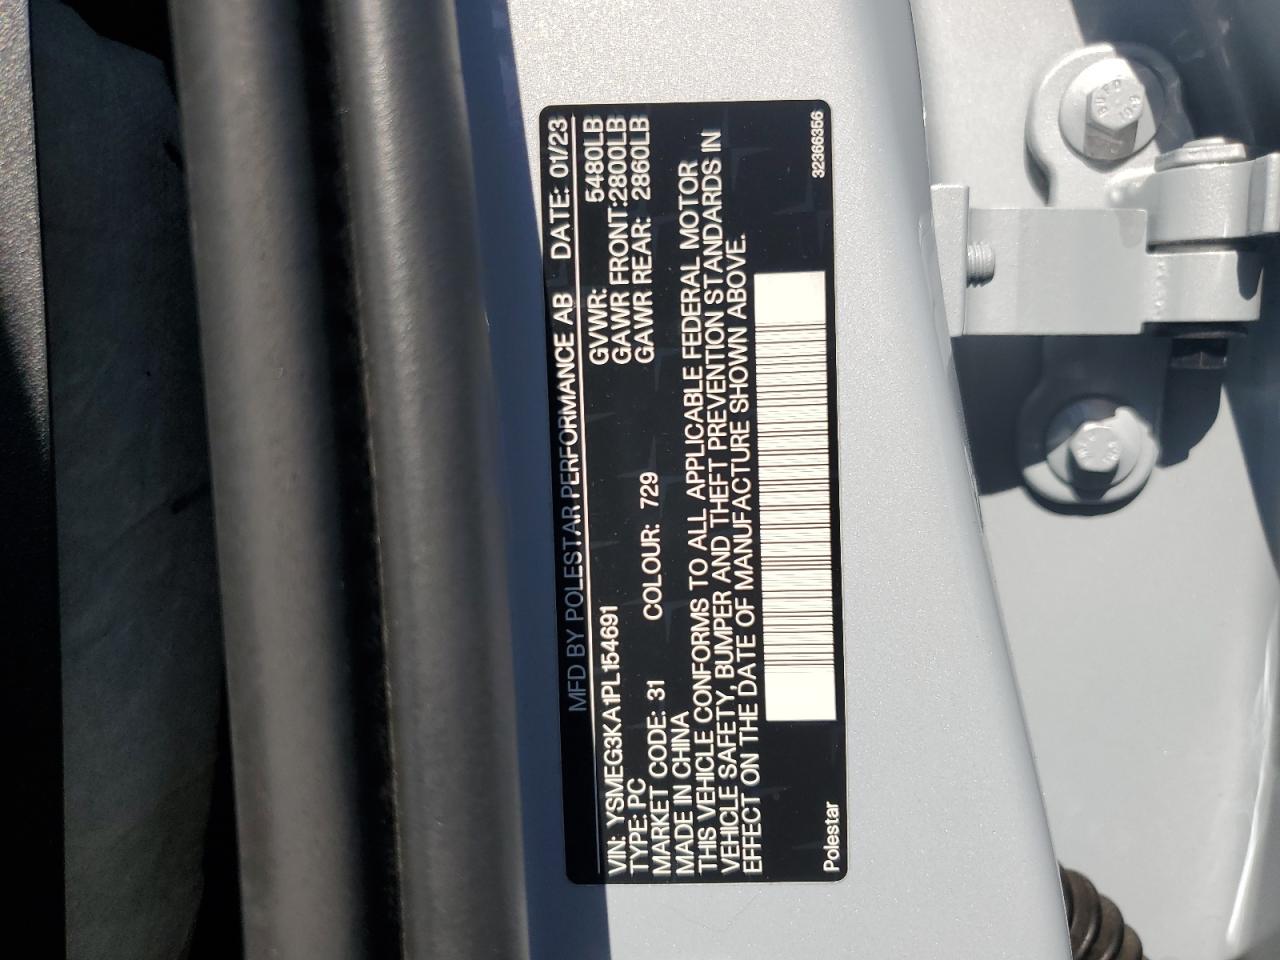 MFD BY POLESTAR PERFORMANCE AB DATE: 01/23
VIN: YSMEG3KA1PL154691 GVWR: 5480LB
TYPE: PC GAWR FRONT:2800LB
MARKET CODE: 31 COLOUR: 729 GAWR REAR: 2860LB
MADE IN CHINA
THIS VEHICLE CONFORMS TO ALL APPLICABLE FEDERAL MOTOR
VEHICLE SAFETY, BUMPER AND THEFT PREVENTION STANDARDS IN
EFFECT ON THE DATE OF MANUFACTURE SHOWN ABOVE.
Polestar 32366356